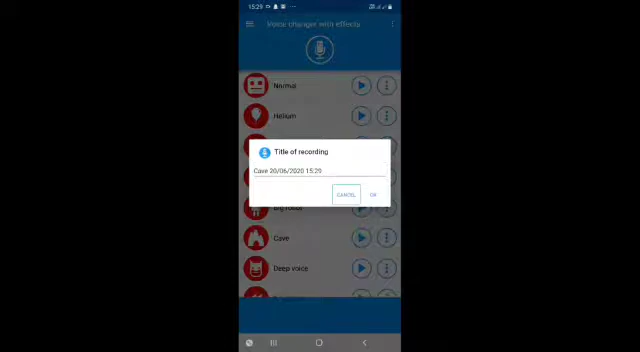 15:29
Voice changer with effects
Normal
Helium
Title of recording
Cave 20/06/2020 15:29
CANCEL
OK
Big robot
Cave
Deep voice